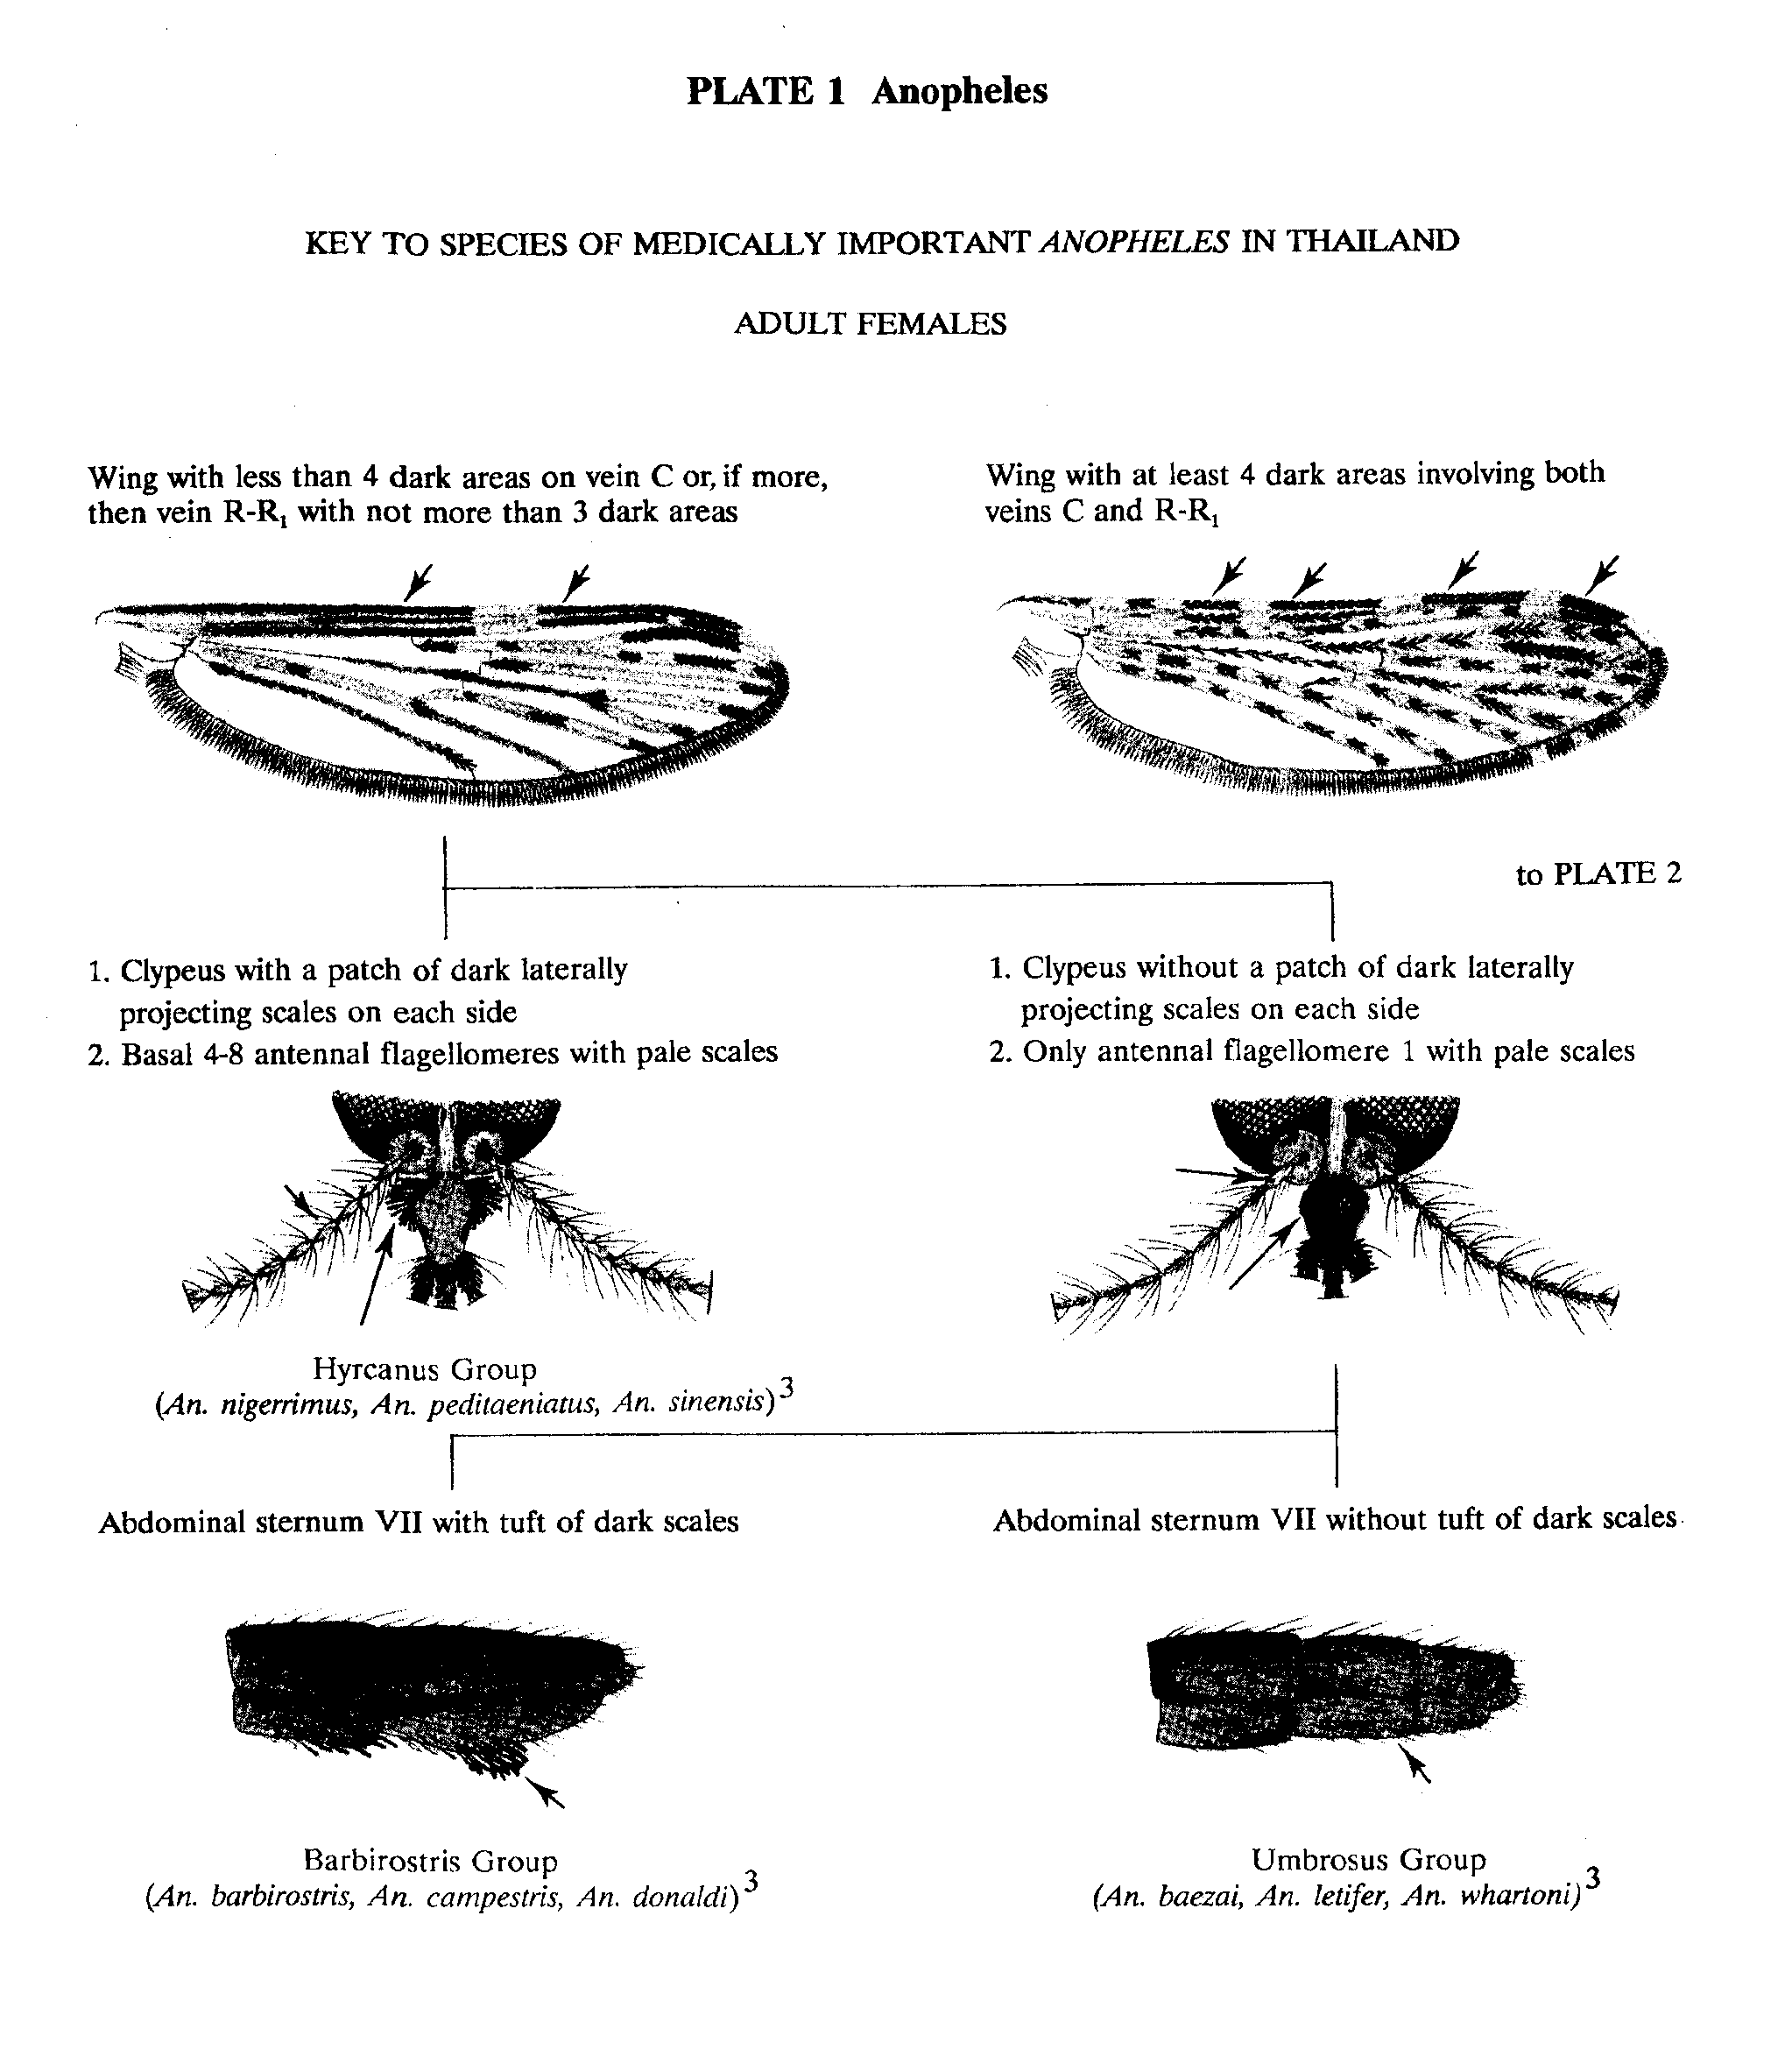 PLATE 1 Anopheles
KEY TO SPECIES OF MEDICALLY IMPORTANT ANOPHELES IN THAILAND
ADULT FEMALES
Wing with less than 4 dark areas on vein C or, if more,
then vein R-R₁ with not more than 3 dark areas
Wing with at least 4 dark areas involving both
veins C and R-R₁
to PLATE 2
1. Clypeus with a patch of dark laterally
projecting scales on each side
2. Basal 4-8 antennal flagellomeres with pale scales
1. Clypeus without a patch of dark laterally
projecting scales on each side
2. Only antennal flagellomere 1 with pale scales
Hyrcanus Group
(An. nigerrimus, An. peditaeniatus, An. sinensis)³
Abdominal sternum VII with tuft of dark scales
Abdominal sternum VII without tuft of dark scales
Barbirostris Group
(An. barbirostris, An. campestris, An. donaldi)³
Umbrosus Group
(An. baezai, An. letifer, An. whartoni)³